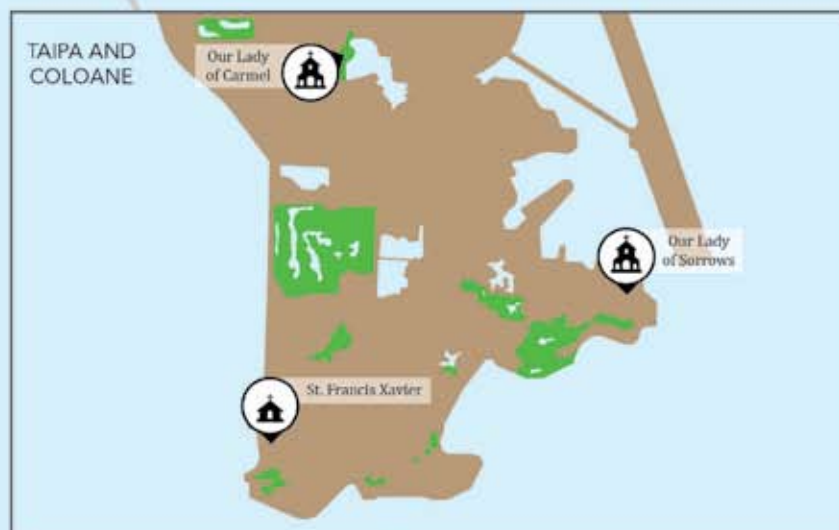 TAIPA AND
COLOANE
Our Lady
of Carmel
Our Lady
of Sorrows
St. Francis Xavier